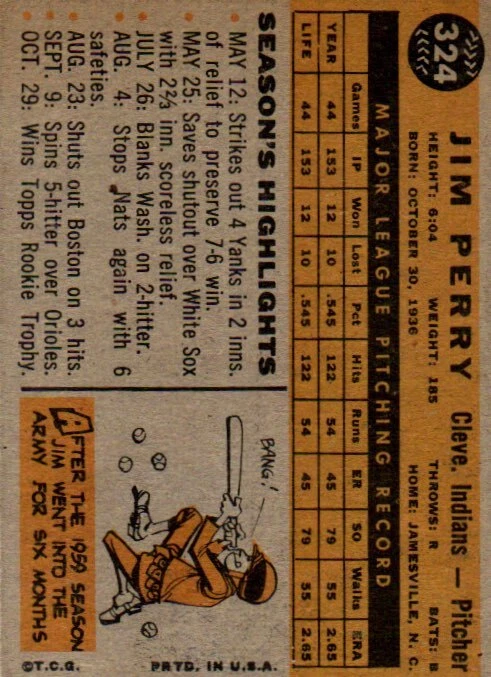 324
JIM PERRY Cleve. Indians — Pitcher
HEIGHT: 6:04 WEIGHT: 185 THROWS: R BATS: B
BORN: OCTOBER 30, 1936 HOME: JAMESVILLE, N. C.
MAJOR LEAGUE PITCHING RECORD
Games IP Won Lost Pct Hits Runs ER SO Walks ERA
YEAR 44 153 12 10 .545 122 54 45 79 55 2.65
LIFE 44 153 12 10 .545 122 54 45 79 55 2.65
SEASON'S HIGHLIGHTS
MAY 12: Strikes out 4 Yanks in 2 inns.
of relief to preserve 7-6 win.
MAY 25: Saves shutout over White Sox
with 2⅔ inn. scoreless relief.
JULY 26: Blanks Wash. on 2-hitter.
AUG. 4: Stops Nats again with 6
safeties.
AUG. 23: Shuts out Boston on 3 hits.
SEPT. 9: Spins 5-hitter over Orioles.
OCT. 29: Wins Topps Rookie Trophy.
BANG!
AFTER THE 1959 SEASON
JIM WENT INTO THE
ARMY FOR SIX MONTHS
©T.C.G. PRTD. IN U.S.A.